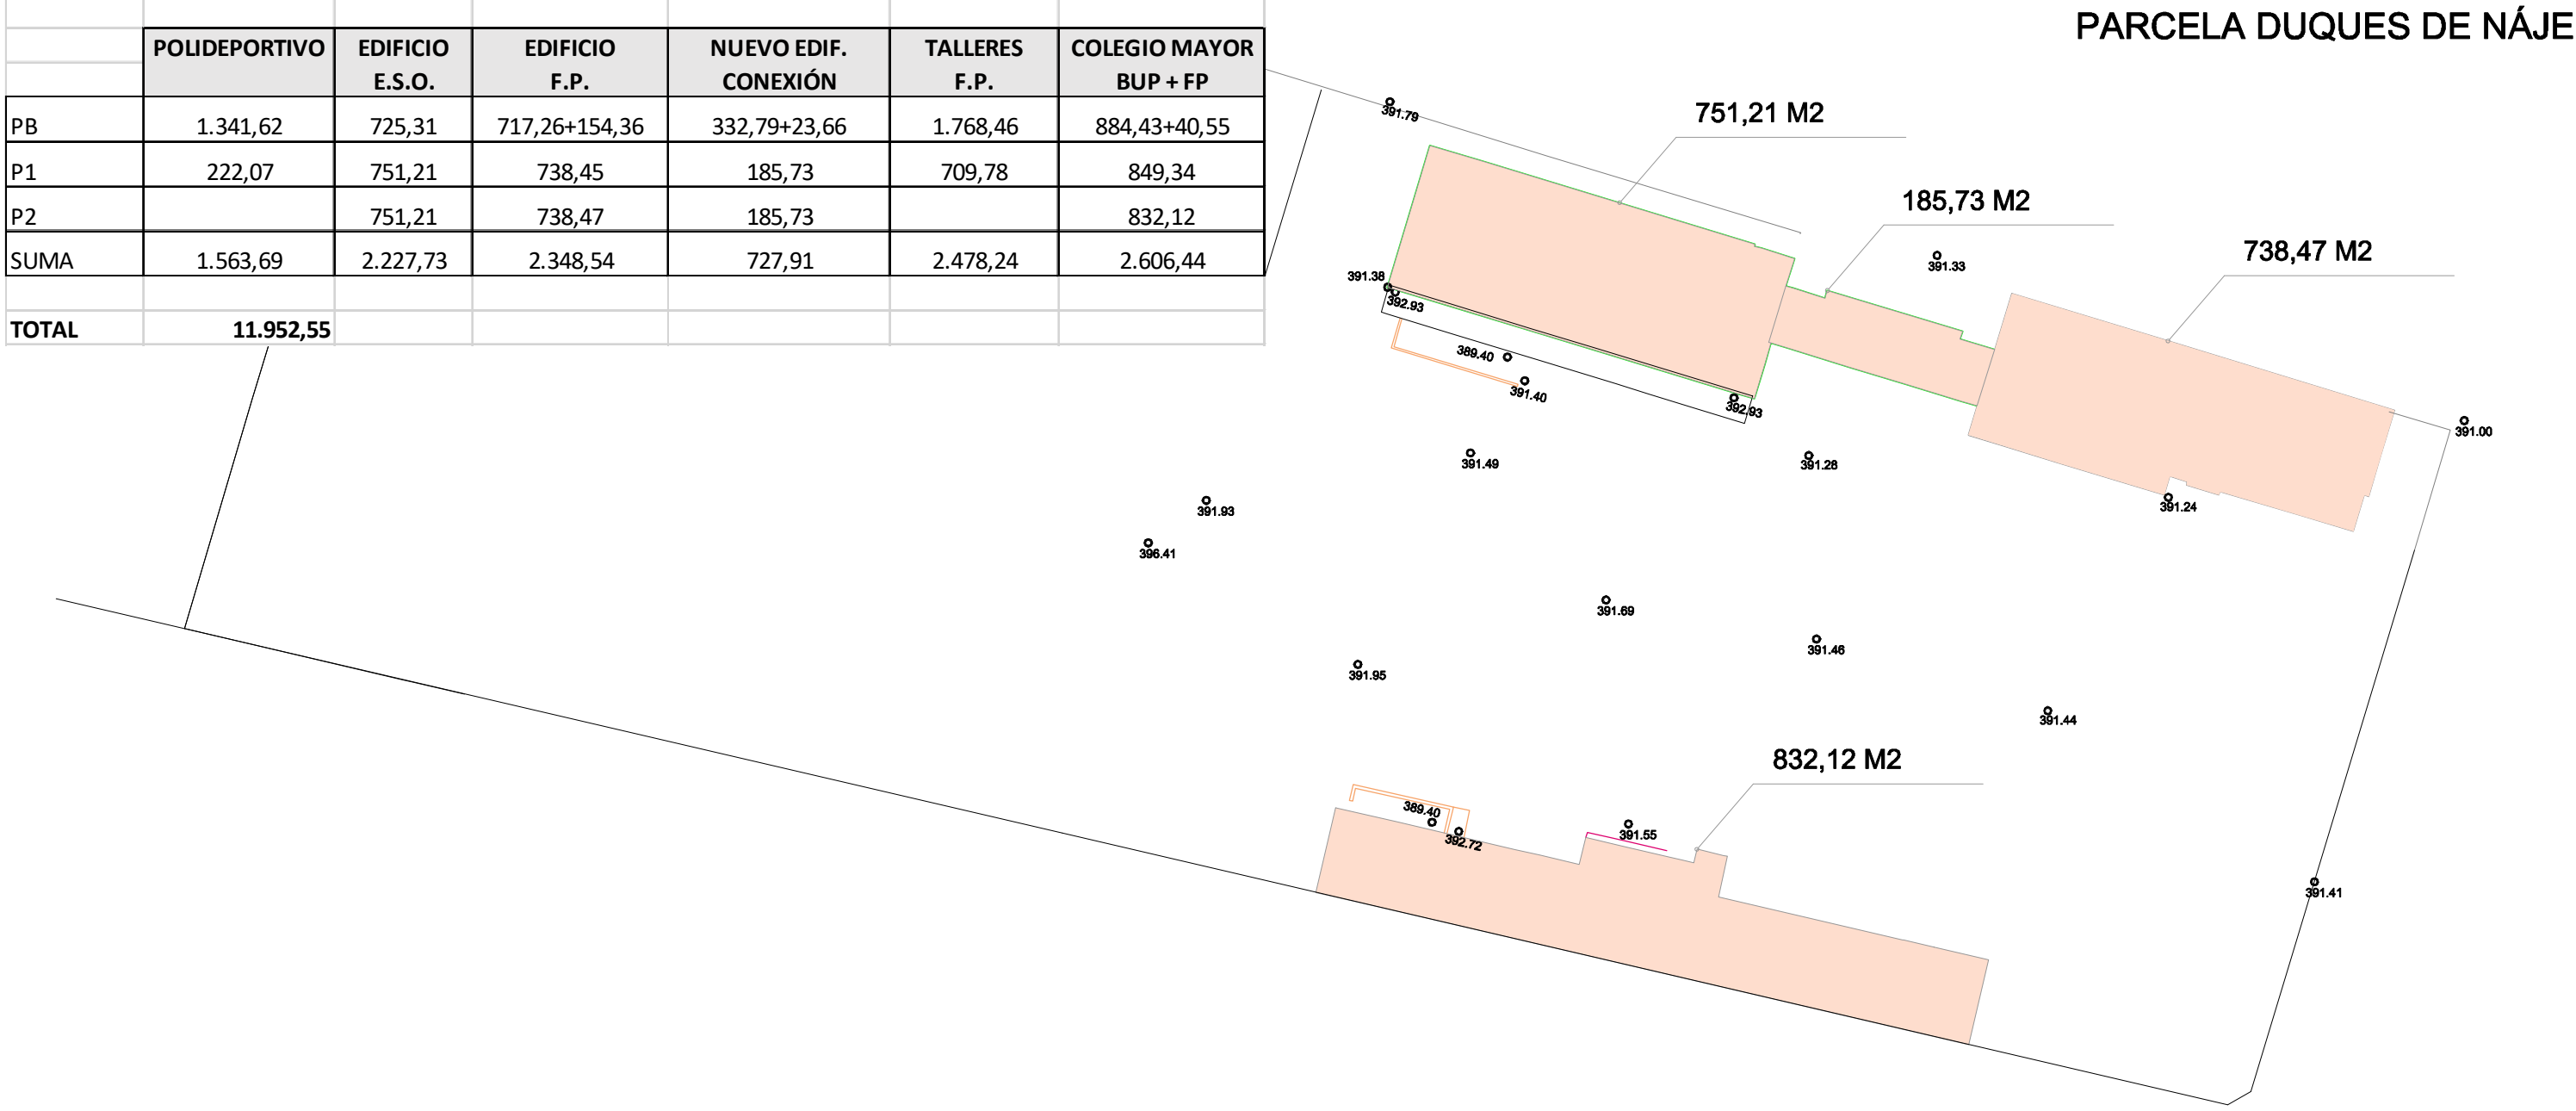 PARCELA DUQUES DE NÁJE
POLIDEPORTIVO EDIFICIO EDIFICIO NUEVO EDIF. TALLERES COLEGIO MAYOR
E.S.O. F.P. CONEXIÓN F.P. BUP + FP
PB 1.341,62 725,31 717,26+154,36 332,79+23,66 1.768,46 884,43+40,55
P1 222,07 751,21 738,45 185,73 709,78 849,34
P2 751,21 738,47 185,73 832,12
SUMA 1.563,69 2.227,73 2.348,54 727,91 2.478,24 2.606,44
TOTAL 11.952,55
391.79
751,21 M2
185,73 M2
738,47 M2
391.33
391.38
392.93
389.40
391.40
392.93
391.00
391.49
391.28
391.24
391.93
396.41
391.69
391.46
391.95
391.44
832,12 M2
389.40
392.72
391.55
391.41